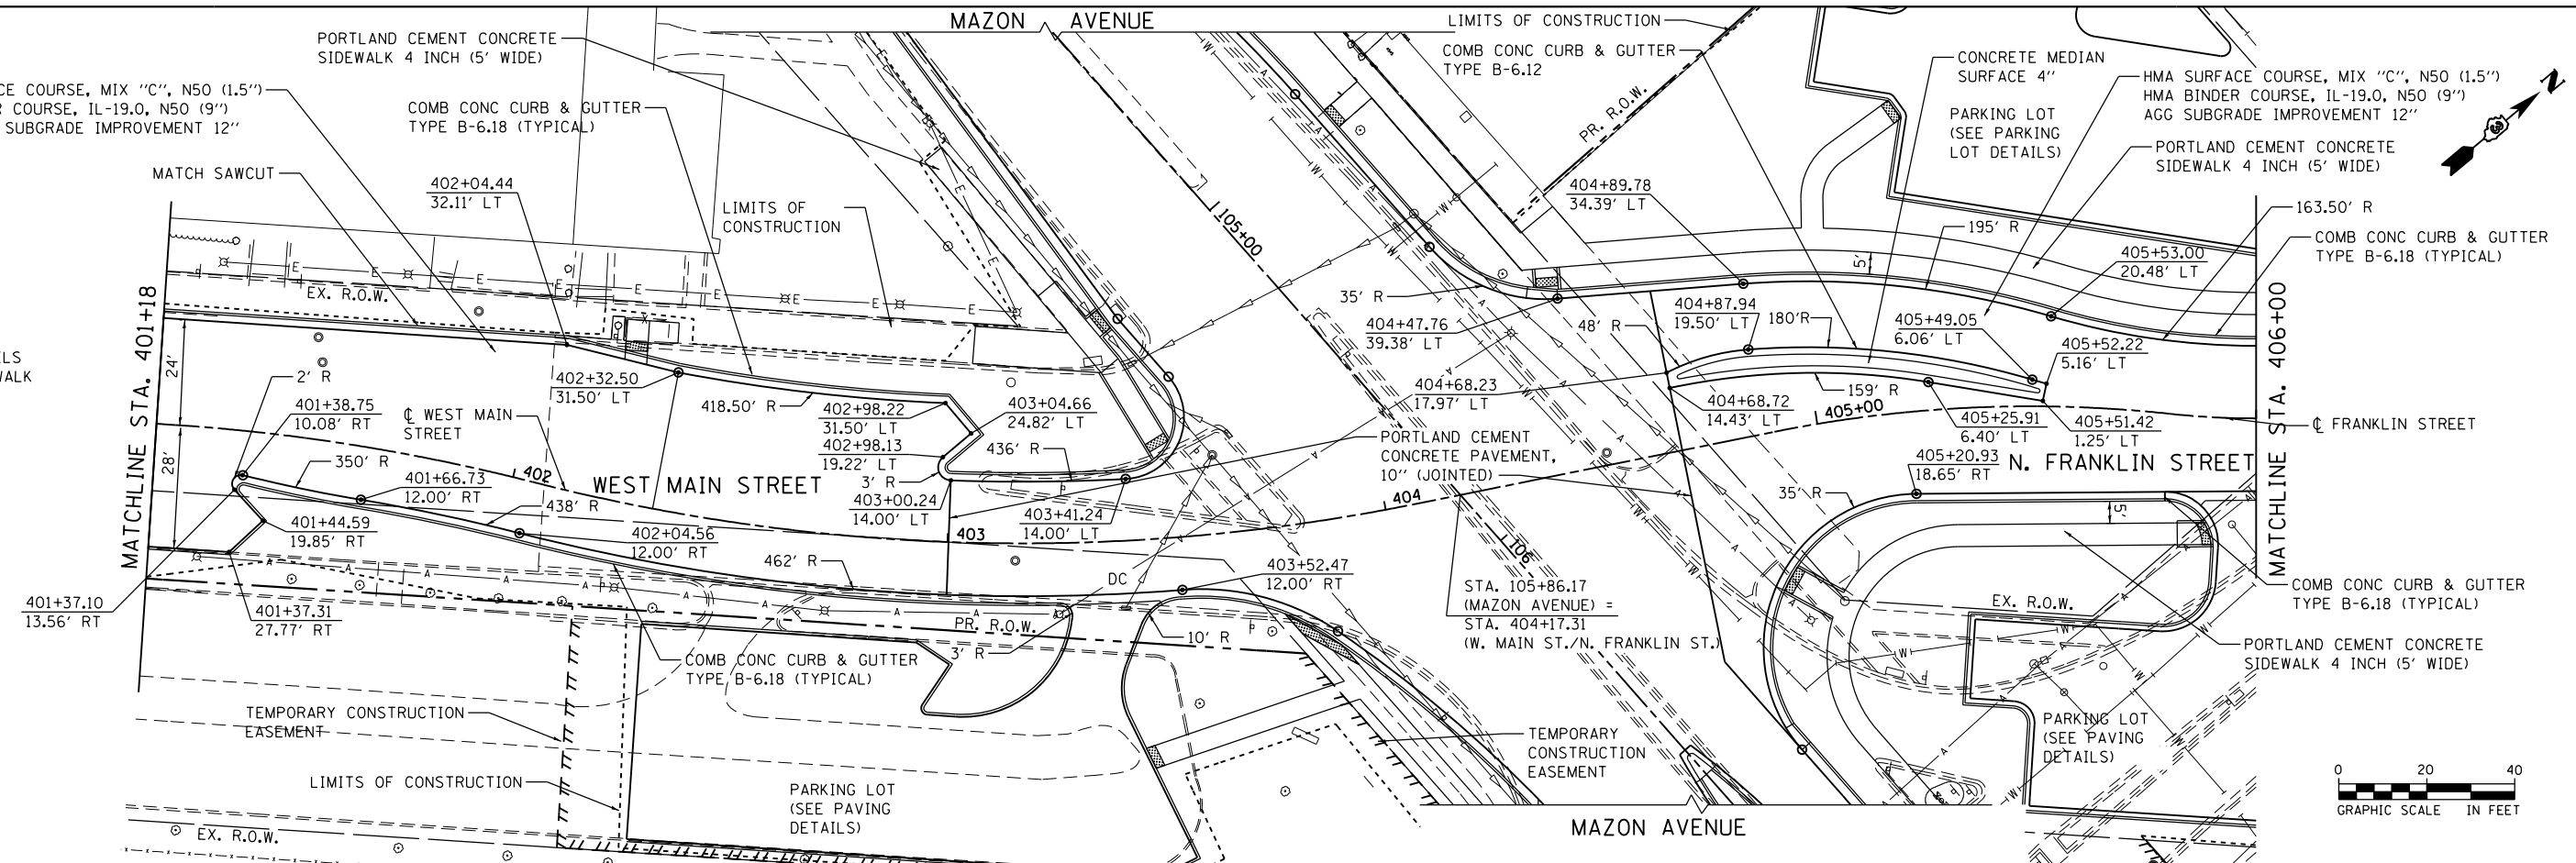 MAZON AVENUE
LIMITS OF CONSTRUCTION
PORTLAND CEMENT CONCRETE
SIDEWALK 4 INCH (5' WIDE)
COMB CONC CURB & GUTTER
TYPE B-6.12
CONCRETE MEDIAN
SURFACE 4"
CE COURSE, MIX "C", N50 (1.5")
R COURSE, IL-19.0, N50 (9")
SUBGRADE IMPROVEMENT 12"
COMB CONC CURB & GUTTER
TYPE B-6.18 (TYPICAL)
HMA SURFACE COURSE, MIX "C", N50 (1.5")
HMA BINDER COURSE, IL-19.0, N50 (9")
AGG SUBGRADE IMPROVEMENT 12"
N
PR. R.O.W.
PARKING LOT
(SEE PARKING
LOT DETAILS)
PORTLAND CEMENT CONCRETE
SIDEWALK 4 INCH (5' WIDE)
MATCH SAWCUT
402+04.44
32.11' LT
LIMITS OF
CONSTRUCTION
105+00
404+89.78
34.39' LT
195' R
163.50' R
COMB CONC CURB & GUTTER
TYPE B-6.18 (TYPICAL)
405+53.00
20.48' LT
5'
EX. R.O.W.
MATCHLINE STA. 401+18
24'
28'
35' R
404+47.76
39.38' LT
48' R
404+87.94
19.50' LT
180'R
405+49.05
6.06' LT
405+52.22
5.16' LT
MATCHLINE STA. 406+00
ELS
WALK
2' R
401+38.75
10.08' RT
℄ WEST MAIN
STREET
402+32.50
31.50' LT
418.50' R
402+98.22
31.50' LT
402+98.13
19.22' LT
403+04.66
24.82' LT
436' R
3' R
404+68.23
17.97' LT
404+68.72
14.43' LT
159' R
405+00
405+25.91
6.40' LT
405+51.42
1.25' LT
℄ FRANKLIN STREET
350' R
402
WEST MAIN STREET
401+66.73
12.00' RT
438' R
403+00.24
14.00' LT
403
403+41.24
14.00' LT
PORTLAND CEMENT
CONCRETE PAVEMENT,
10" (JOINTED)
404
405+20.93
18.65' RT
N. FRANKLIN STREET
35' R
5'
401+44.59
19.85' RT
402+04.56
12.00' RT
462' R
DC
403+52.47
12.00' RT
106
STA. 105+86.17
(MAZON AVENUE) =
STA. 404+17.31
(W. MAIN ST./N. FRANKLIN ST.)
401+37.10
13.56' RT
401+37.31
27.77' RT
PR. R.O.W.
3' R
10' R
EX. R.O.W.
COMB CONC CURB & GUTTER
TYPE B-6.18 (TYPICAL)
COMB CONC CURB & GUTTER
TYPE B-6.18 (TYPICAL)
PORTLAND CEMENT CONCRETE
SIDEWALK 4 INCH (5' WIDE)
TEMPORARY CONSTRUCTION
EASEMENT
TEMPORARY
CONSTRUCTION
EASEMENT
PARKING LOT
(SEE PAVING
DETAILS)
LIMITS OF CONSTRUCTION
PARKING LOT
(SEE PAVING
DETAILS)
0 20 40
GRAPHIC SCALE IN FEET
MAZON AVENUE
EX. R.O.W.